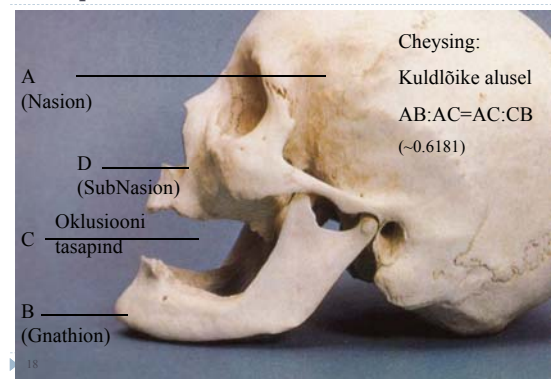 Cheysing:
A
Kuldlõike alusel
(Nasion)
AB:AC=AC:CB
(~0.6181)
D
(SubNasion)
Oklusiooni
C
tasapind
B
(Gnathion)
18